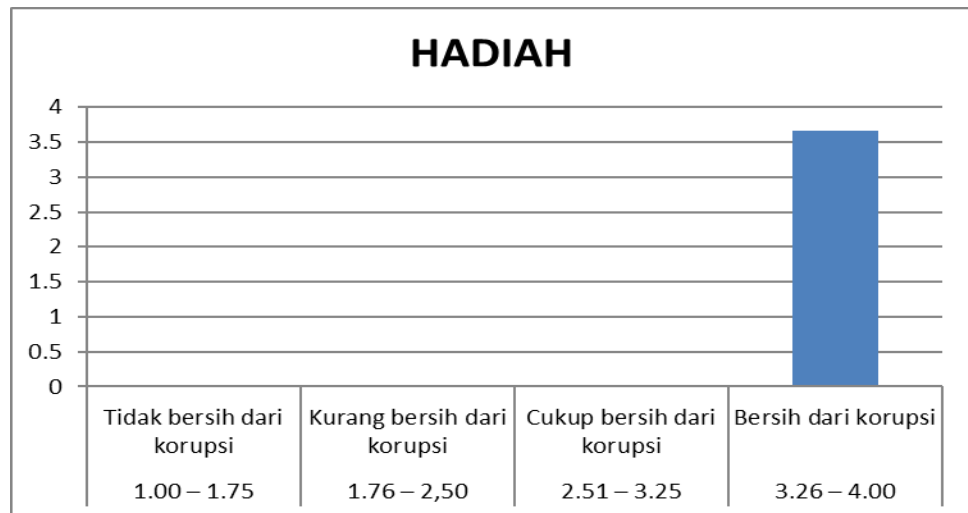 HADIAH
4
3.5
3
2.5
2
1.5
1
0.5
0
Tidak bersih dari korupsi
Kurang bersih dari korupsi
Cukup bersih dari korupsi
Bersih dari korupsi
1.00 – 1.75
1.76 – 2,50
2.51 – 3.25
3.26 – 4.00